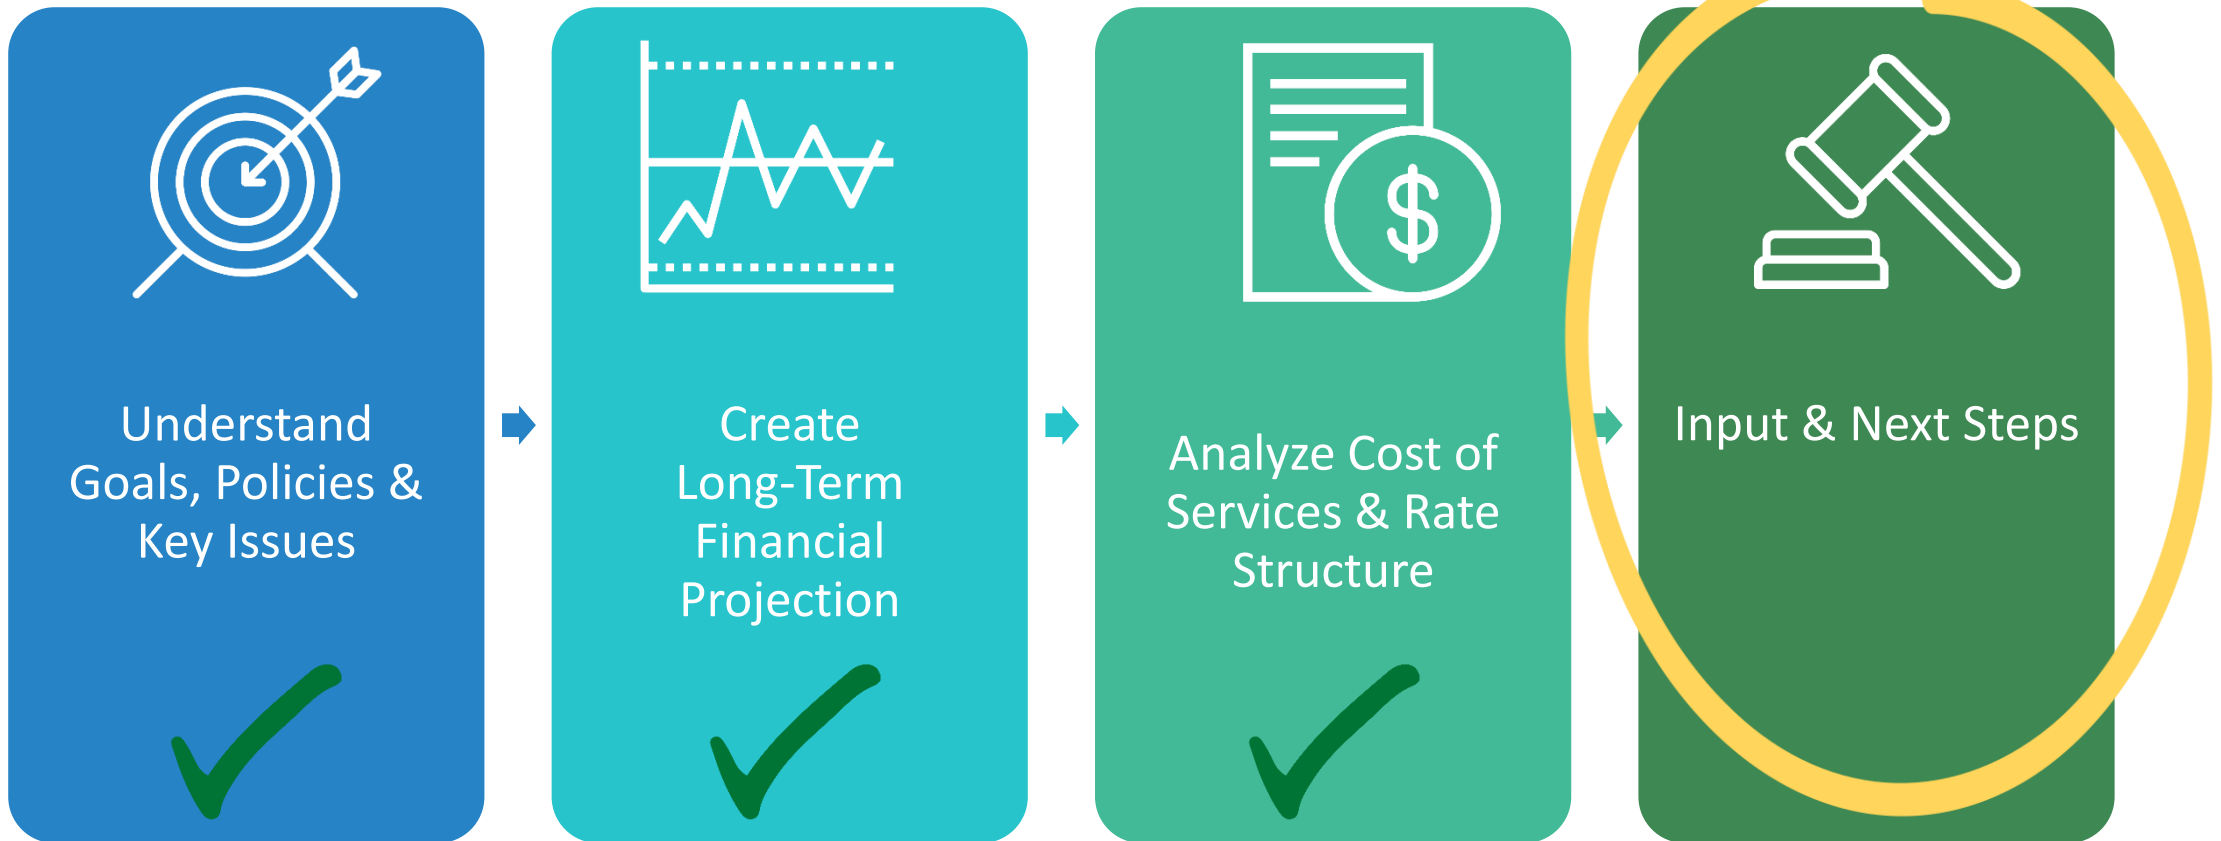 Understand
Goals, Policies &
Key Issues
Create
Long-Term
Financial
Projection
$
Analyze Cost of
Services & Rate
Structure
Input & Next Steps